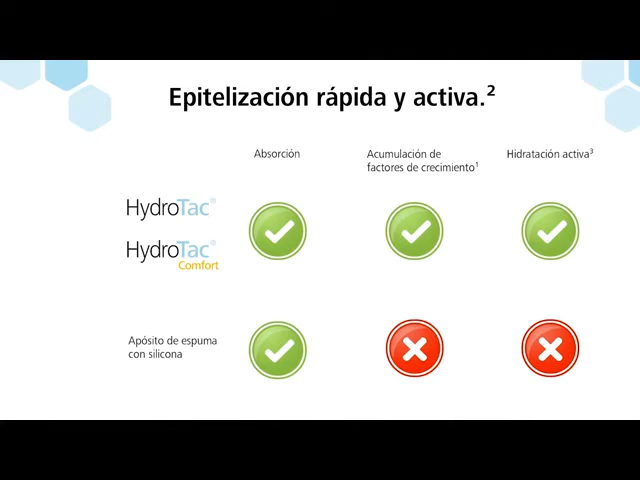 Epitelización rápida y activa.²
Absorción
Acumulación de
factores de crecimiento¹
Hidratación activa³
HydroTac®
HydroTac®
Comfort
Apósito de espuma
con silicona